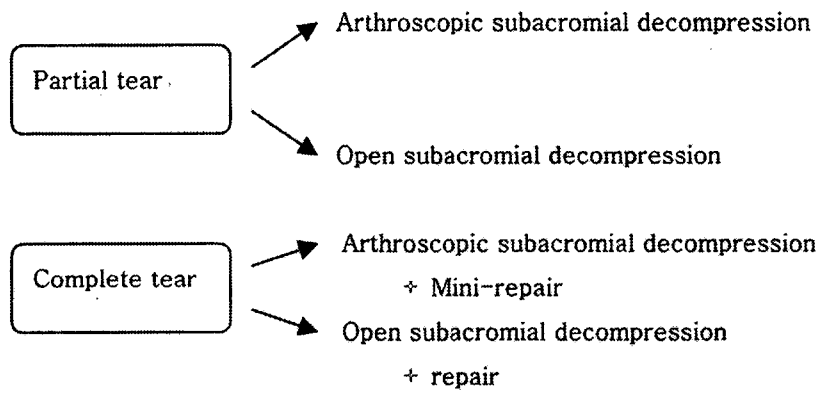 Arthroscopic subacromial decompression
Partial tear
Open subacromial decompression
Arthroscopic subacromial decompression
Complete tear
+ Mini-repair
Open subacromial decompression
+ repair